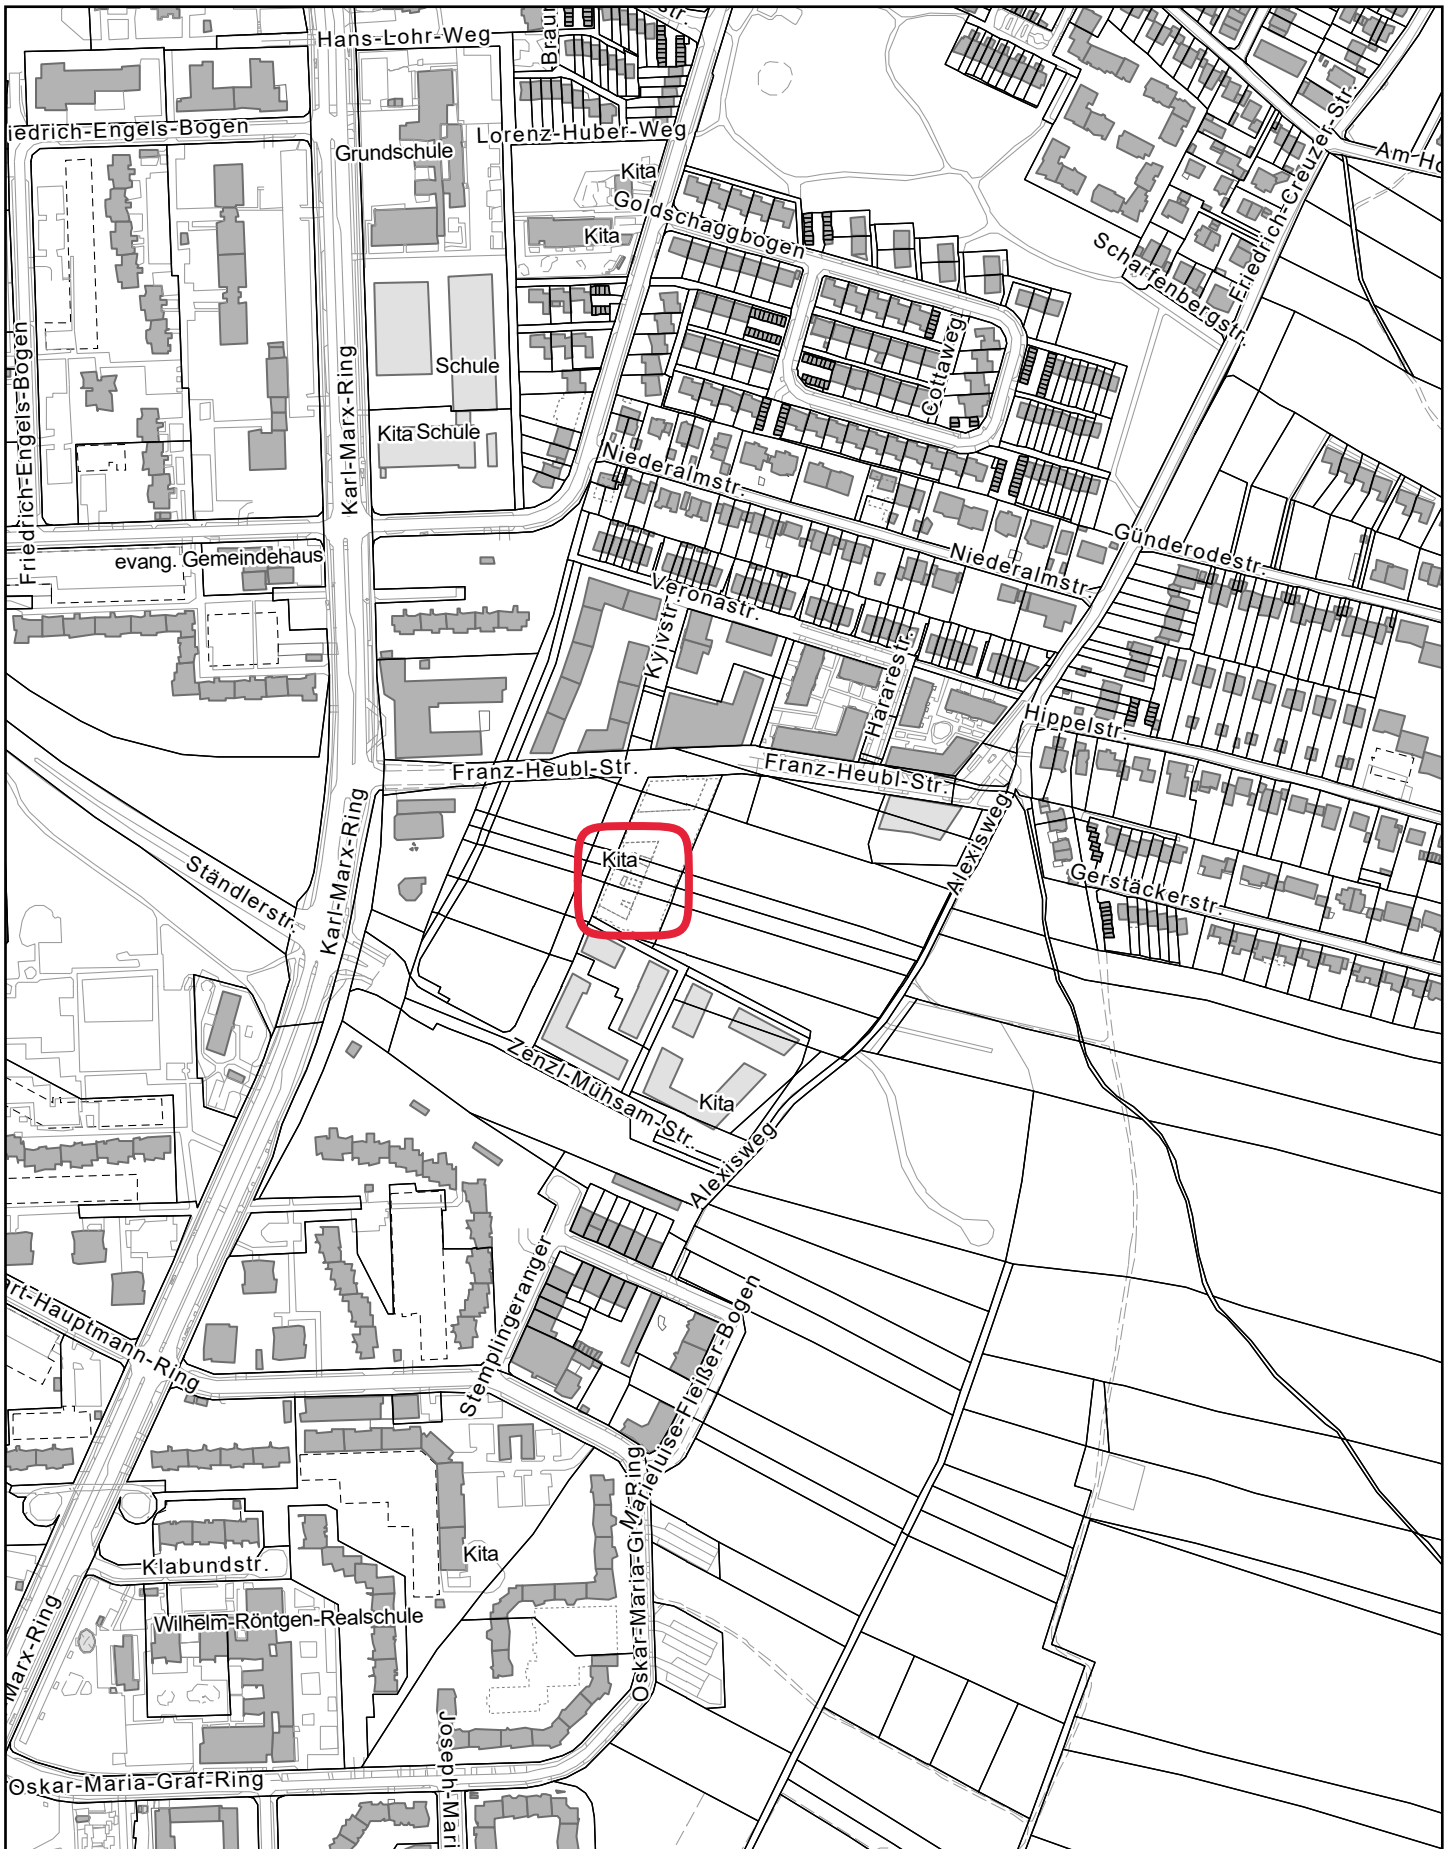 Hans-Lohr-Weg
Braun
str.
iedrich-Engels-Bogen
Lorenz-Huber-Weg
Grundschule
Kita
Am Ho
Goldschaggbogen
Kita
Scharfenbergstr.
Friedrich-Creuzer-Str.
Friedrich-Engels-Bogen
Karl-Marx-Ring
Schule
Cottaweg
Kita
Schule
Niederalmstr.
Niederalmstr.
Günderodestr.
evang. Gemeindehaus
Veronastr.
Kyivstr.
Hararestr.
Hippelstr.
Franz-Heubl-Str.
Franz-Heubl-Str.
Karl-Marx-Ring
Kita
Alexisweg
Gerstäckerstr.
Ständlerstr.
Zenzl-Mühsam-Str.
Kita
Alexisweg
Stemplingeranger
art-Hauptmann-Ring
Marieluise-Fleißer-Bogen
Oskar-Maria-Graf-Ring
Kita
Klabundstr.
Wilhelm-Röntgen-Realschule
Marx-Ring
Oskar-Maria-Graf-Ring
Joseph-Mari